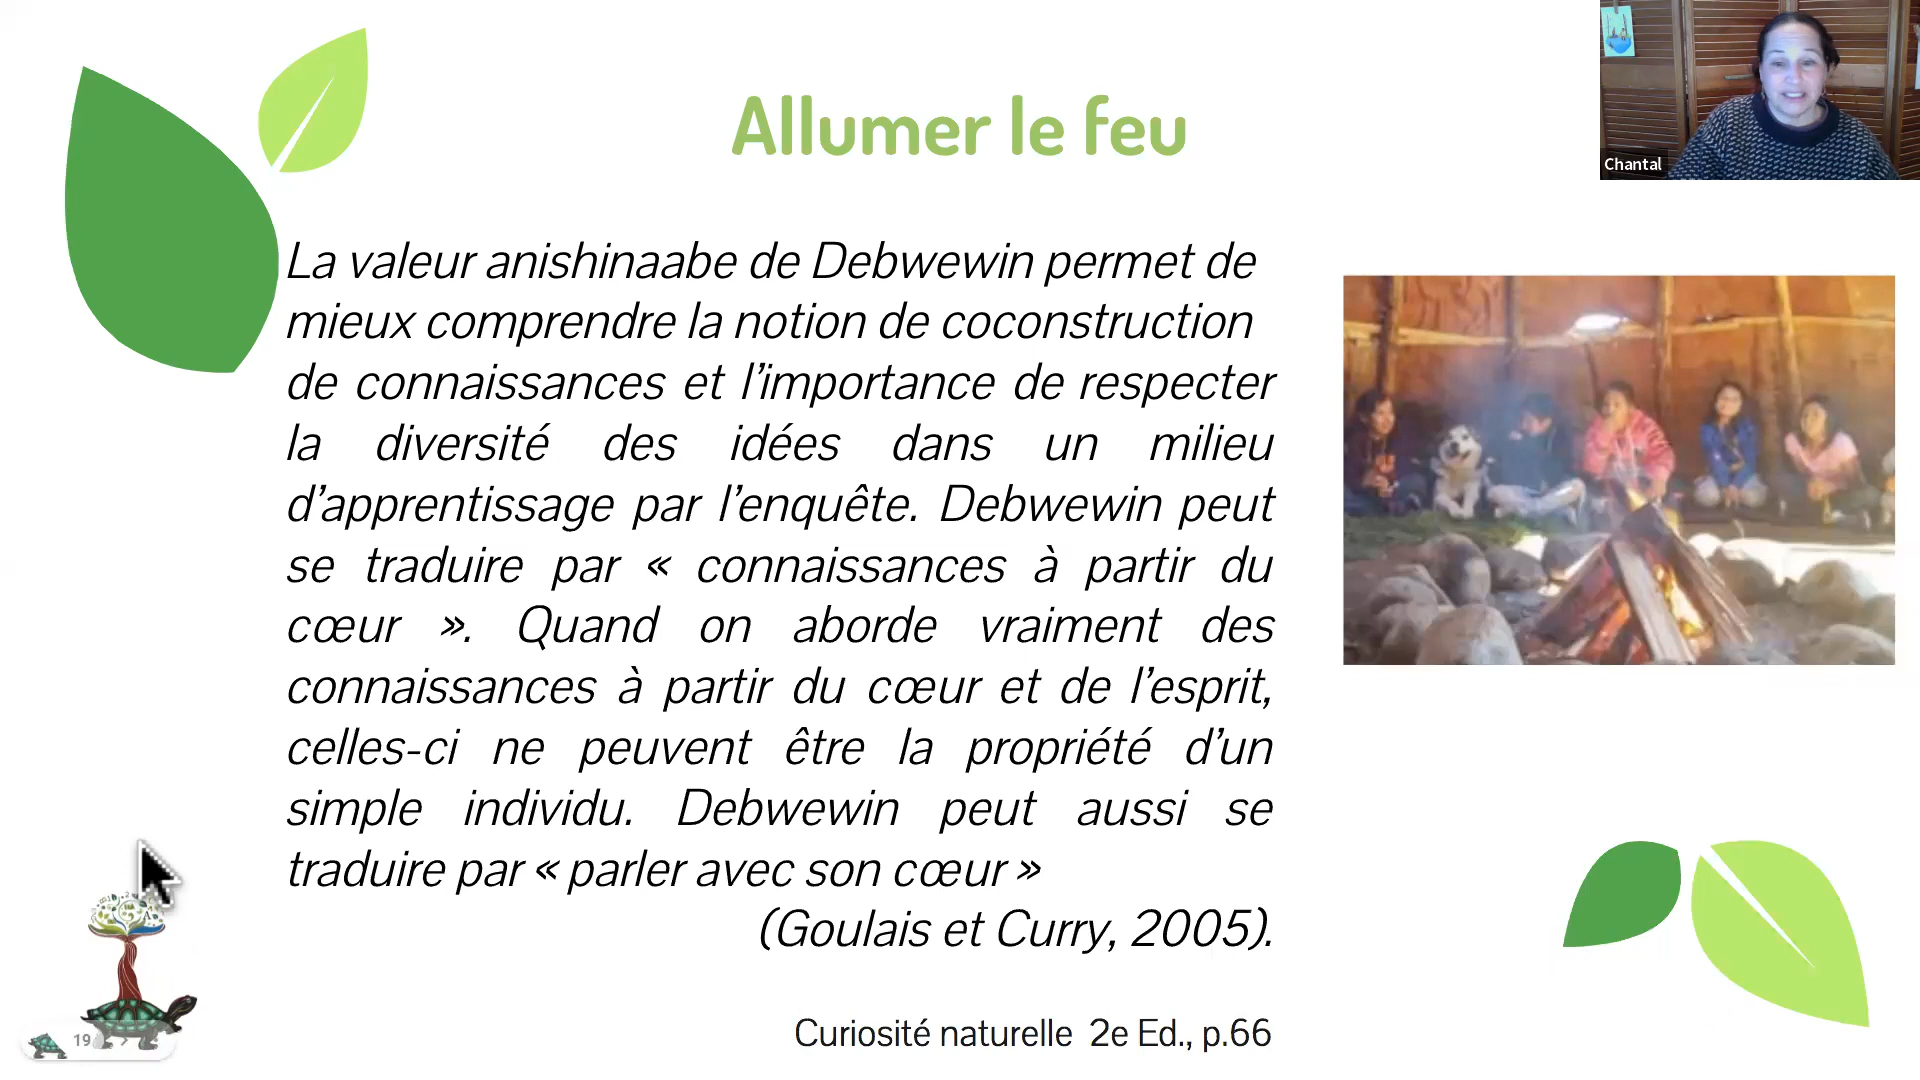 Allumer le feu
Chantal
La valeur anishinaabe de Debwewin permet de
mieux comprendre la notion de coconstruction
de connaissances et l'importance de respecter
la diversité des idées dans un milieu
d'apprentissage par l'enquête. Debwewin peut
se traduire par « connaissances à partir du
cœur ». Quand on aborde vraiment des
connaissances à partir du cœur et de l'esprit,
celles-ci ne peuvent être la propriété d'un
simple individu. Debwewin peut aussi se
traduire par « parler avec son cœur »
(Goulais et Curry, 2005).
Curiosité naturelle 2e Ed., p.66
19